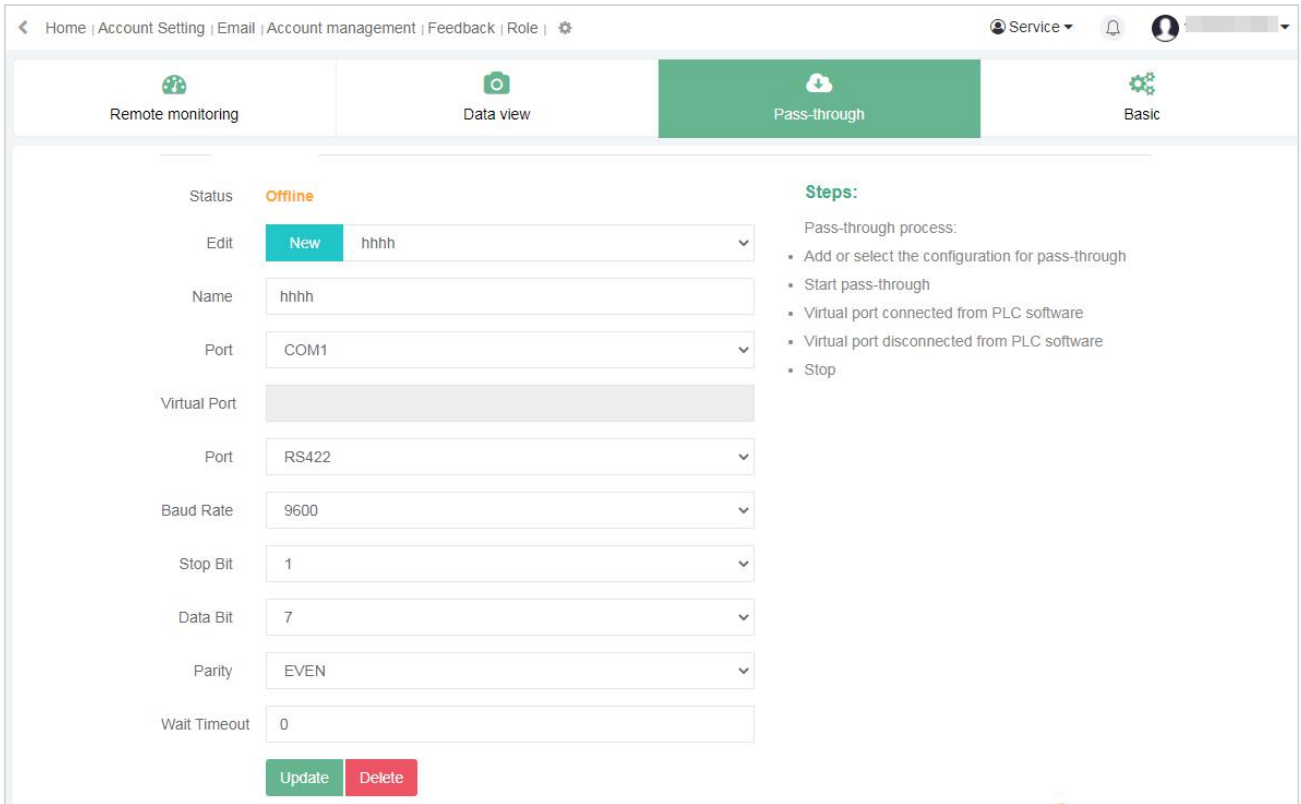 Home | Account Setting | Email | Account management | Feedback | Role |
Service
Remote monitoring
Data view
Pass-through
Basic
Status Offline
Edit New hhhh
Name hhhh
Port COM1
Virtual Port
Port RS422
Baud Rate 9600
Stop Bit 1
Data Bit 7
Parity EVEN
Wait Timeout 0
Update Delete
Steps:
Pass-through process:
• Add or select the configuration for pass-through
• Start pass-through
• Virtual port connected from PLC software
• Virtual port disconnected from PLC software
• Stop